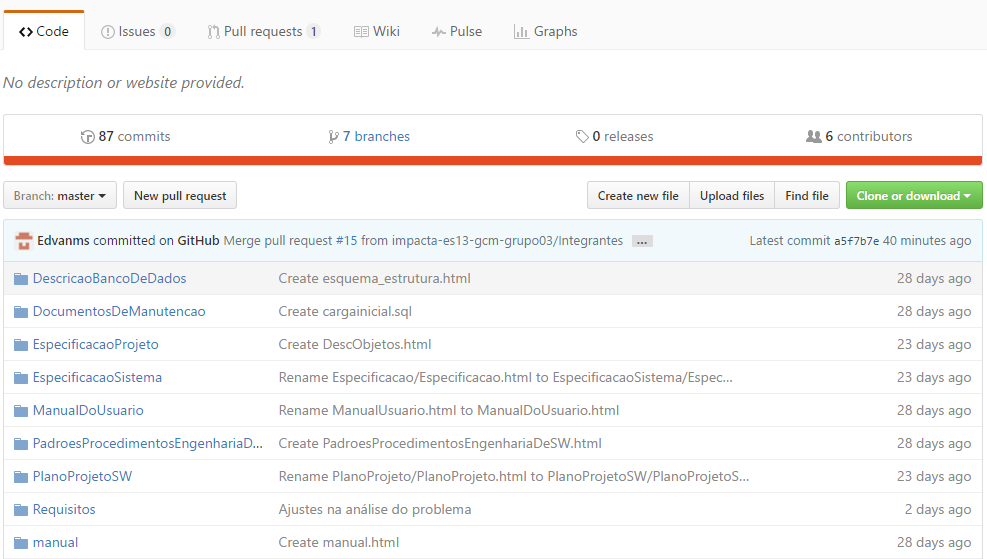 Code Issues 0 Pull requests 1 Wiki Pulse Graphs
No description or website provided.
87 commits 7 branches 0 releases 6 contributors
Branch: master New pull request Create new file Upload files Find file Clone or download
Edvanms committed on GitHub Merge pull request #15 from impacta-es13-gcm-grupo03/Integrantes ... Latest commit a5f7b7e 40 minutes ago
DescricaoBancoDeDados Create esquema_estrutura.html 28 days ago
DocumentosDeManutencao Create cargainicial.sql 28 days ago
EspecificacaoProjeto Create DescObjetos.html 23 days ago
EspecificacaoSistema Rename Especificacao/Especificacao.html to EspecificacaoSistema/Espec... 23 days ago
ManualDoUsuario Rename ManualUsuario.html to ManualDoUsuario.html 28 days ago
PadroesProcedimentosEngenhariaD... Create PadroesProcedimentosEngenhariaDeSW.html 28 days ago
PlanoProjetoSW Rename PlanoProjeto/PlanoProjeto.html to PlanoProjetoSW/PlanoProjetoS... 23 days ago
Requisitos Ajustes na análise do problema 2 days ago
manual Create manual.html 28 days ago